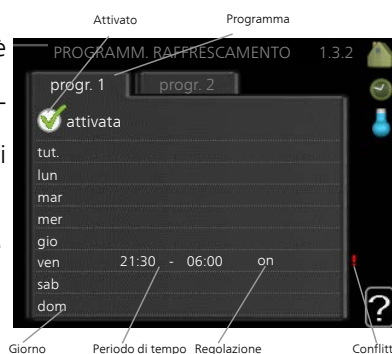 Attivato Programma
è
PROGRAMM. RAFFRESCAMENTO 1.3.2
progr. 1 progr. 2
attivata
tut.
lun
mar
mer
gio
ven 21:30 - 06:00 on
sab
dom
?
Giorno Periodo di tempo Regolazione Conflitt